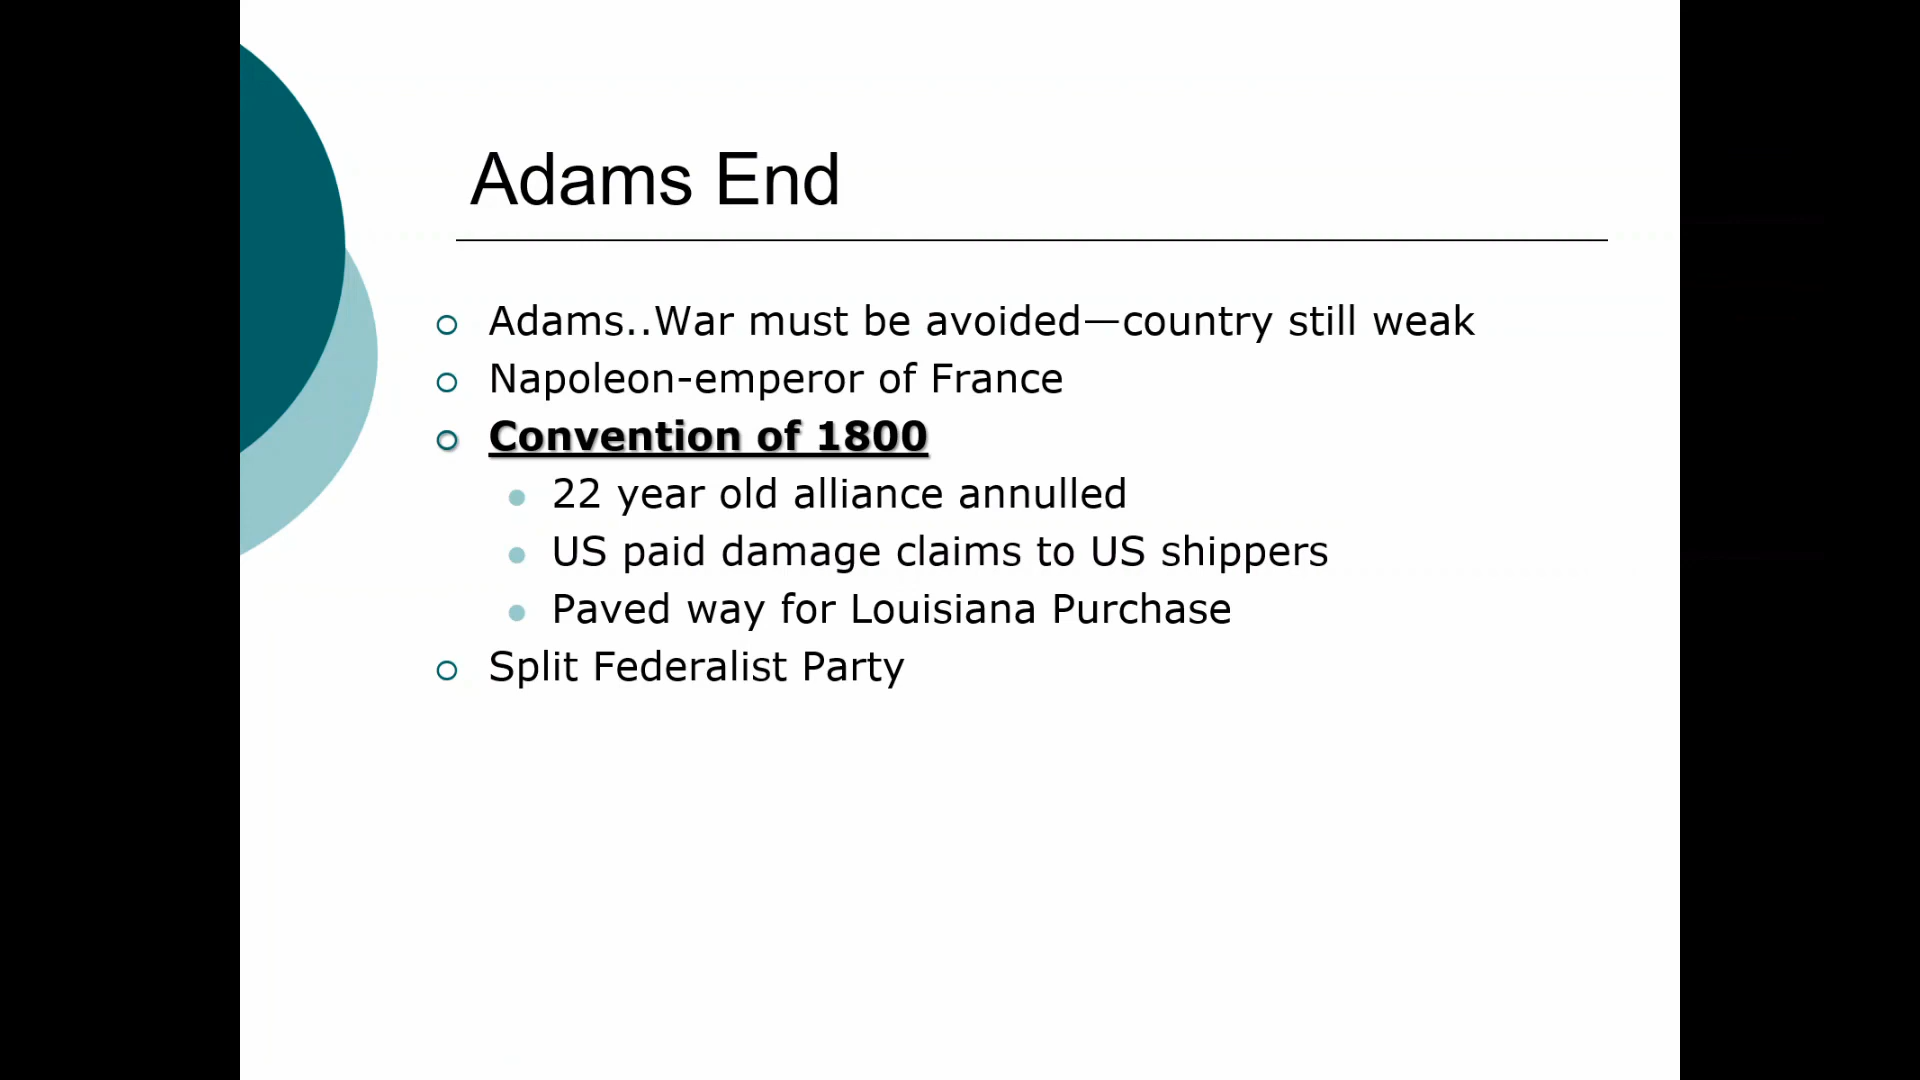 Adams End
Adams..War must be avoided—country still weak
Napoleon-emperor of France
Convention of 1800
22 year old alliance annulled
US paid damage claims to US shippers
Paved way for Louisiana Purchase
Split Federalist Party